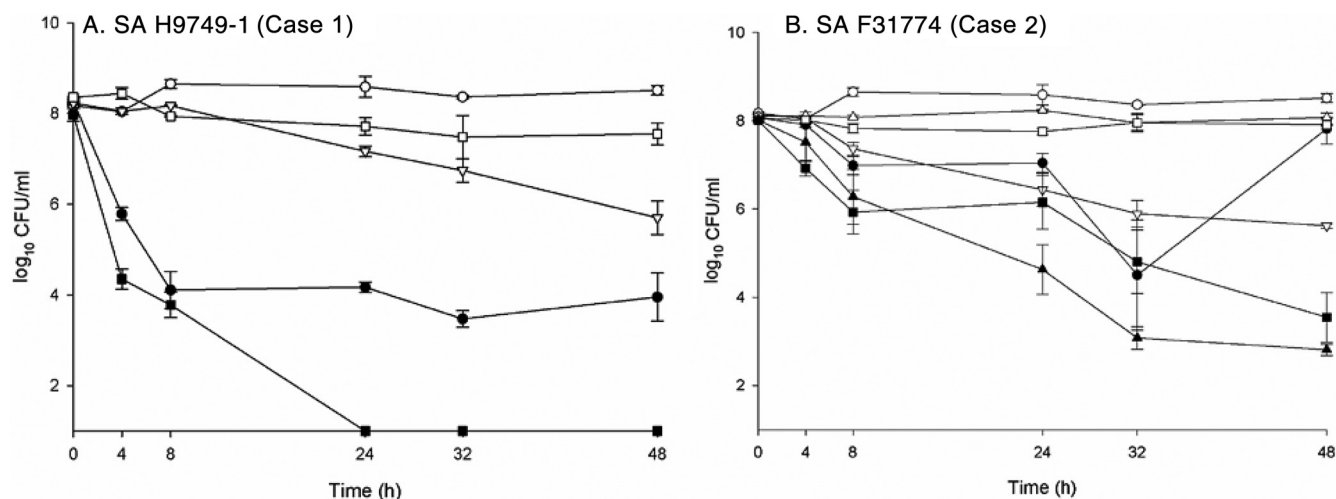 A. SA H9749-1 (Case 1)
10
8
6
4
2
log10 CFU/ml
0 4 8 24 32 48
Time (h)
B. SA F31774 (Case 2)
10
8
6
4
2
log10 CFU/ml
0 4 8 24 32 48
Time (h)